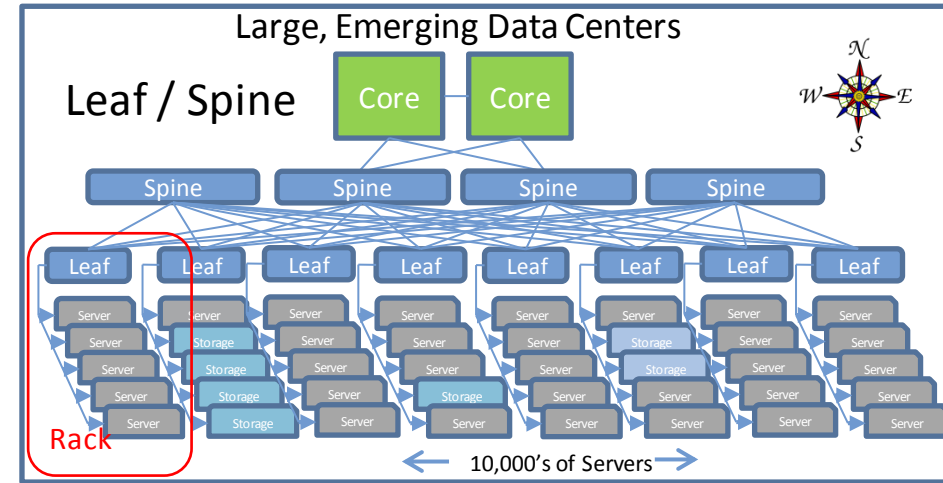 Large, Emerging Data Centers
N
Leaf / Spine Core Core
W E
S
Spine Spine Spine Spine
Leaf Leaf Leaf Leaf Leaf Leaf Leaf Leaf
Server Server Server Server Server Server Server Server
Server Storage Server Server Server Storage Server Server
Server Storage Server Server Server Storage Server Server
Server Storage Server Storage Server Server Server Server
Server Storage Server Server Server Server Server Server
Rack
10,000’s of Servers